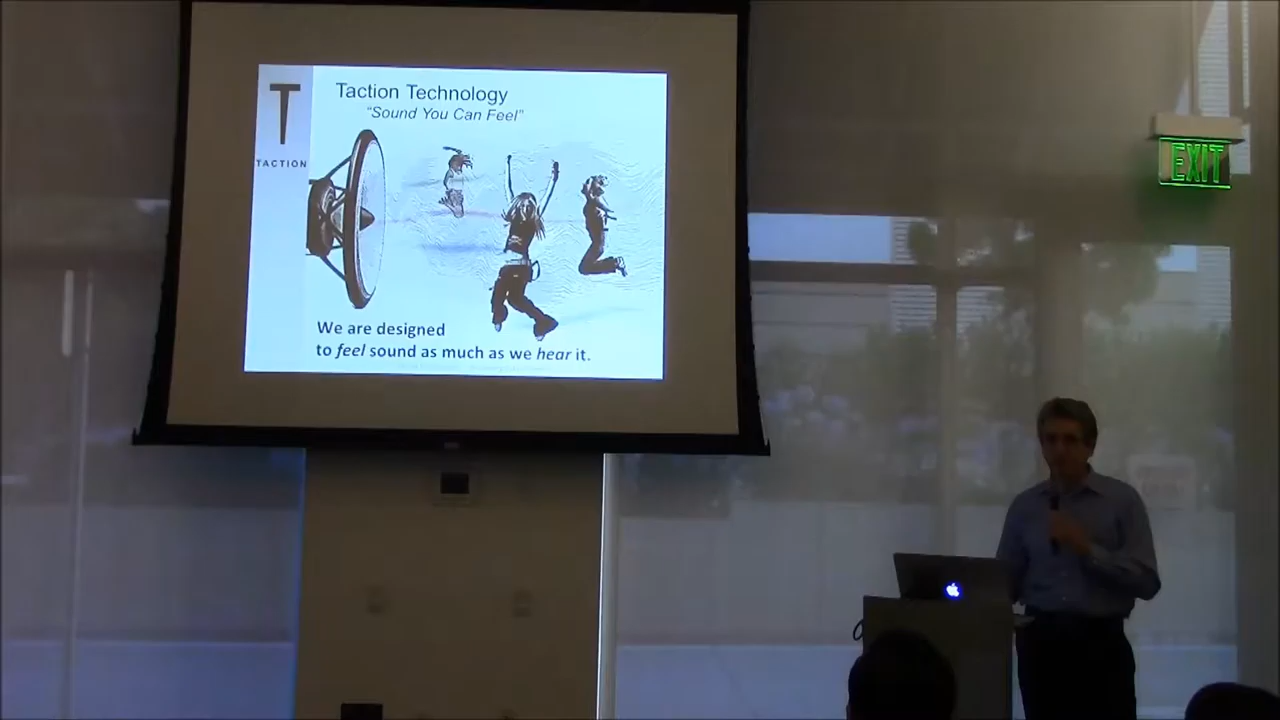 Taction Technology
"Sound You Can Feel"
TACTION
We are designed
to feel sound as much as we hear it.
EXIT